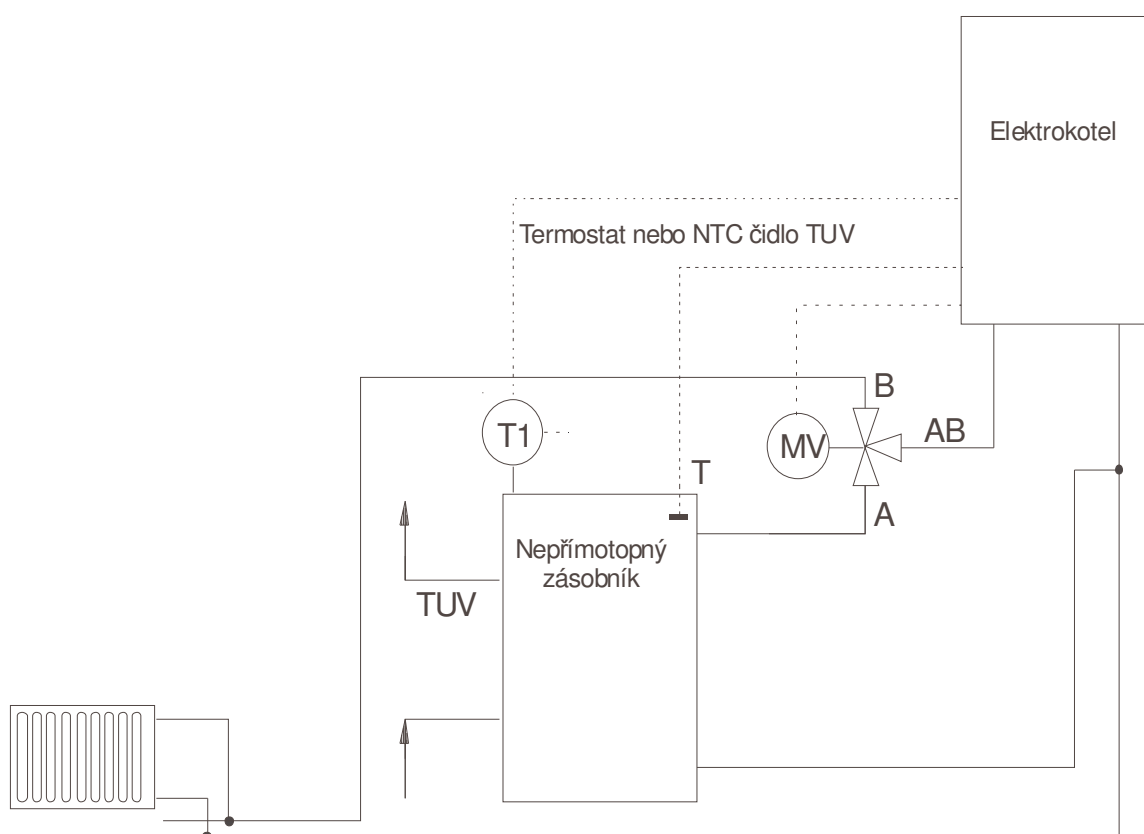 Elektrokotel
Termostat nebo NTC čidlo TUV
B
T1
MV
AB
T
A
Nepřímotopný
zásobník
TUV